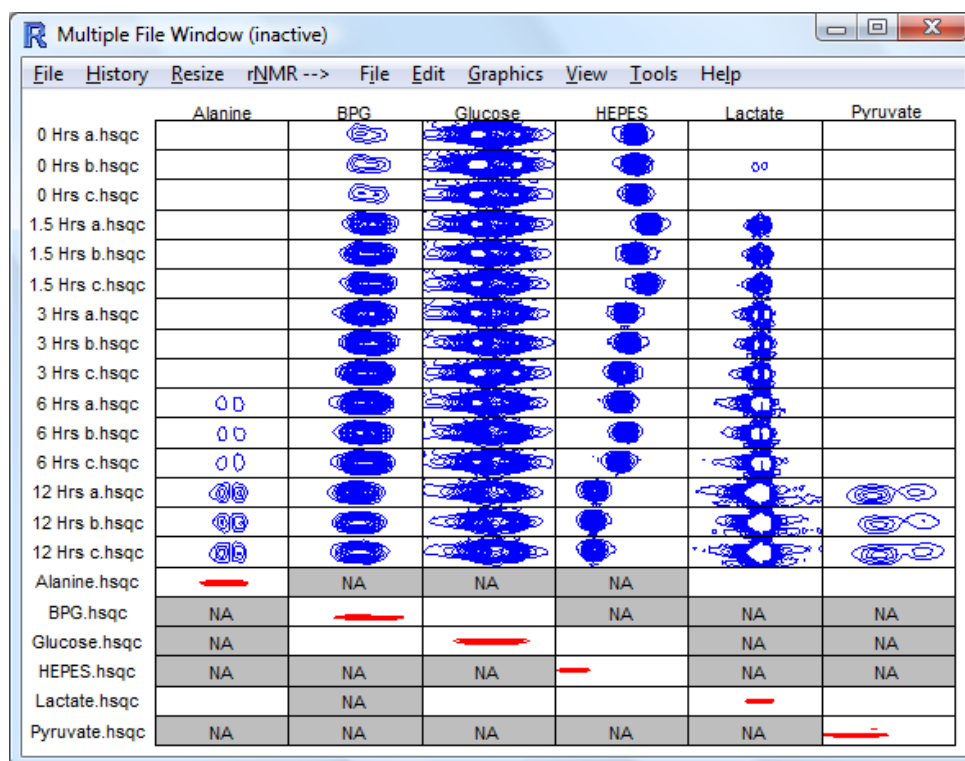 Multiple File Window (inactive)
File History Resize rNMR --> File Edit Graphics View Tools Help
Alanine BPG Glucose HEPES Lactate Pyruvate
0 Hrs a.hsqc
0 Hrs b.hsqc
0 Hrs c.hsqc
1.5 Hrs a.hsqc
1.5 Hrs b.hsqc
1.5 Hrs c.hsqc
3 Hrs a.hsqc
3 Hrs b.hsqc
3 Hrs c.hsqc
6 Hrs a.hsqc
6 Hrs b.hsqc
6 Hrs c.hsqc
12 Hrs a.hsqc
12 Hrs b.hsqc
12 Hrs c.hsqc
Alanine.hsqc NA NA NA
BPG.hsqc NA NA NA NA
Glucose.hsqc NA NA NA
HEPES.hsqc NA NA NA NA NA
Lactate.hsqc NA
Pyruvate.hsqc NA NA NA NA NA